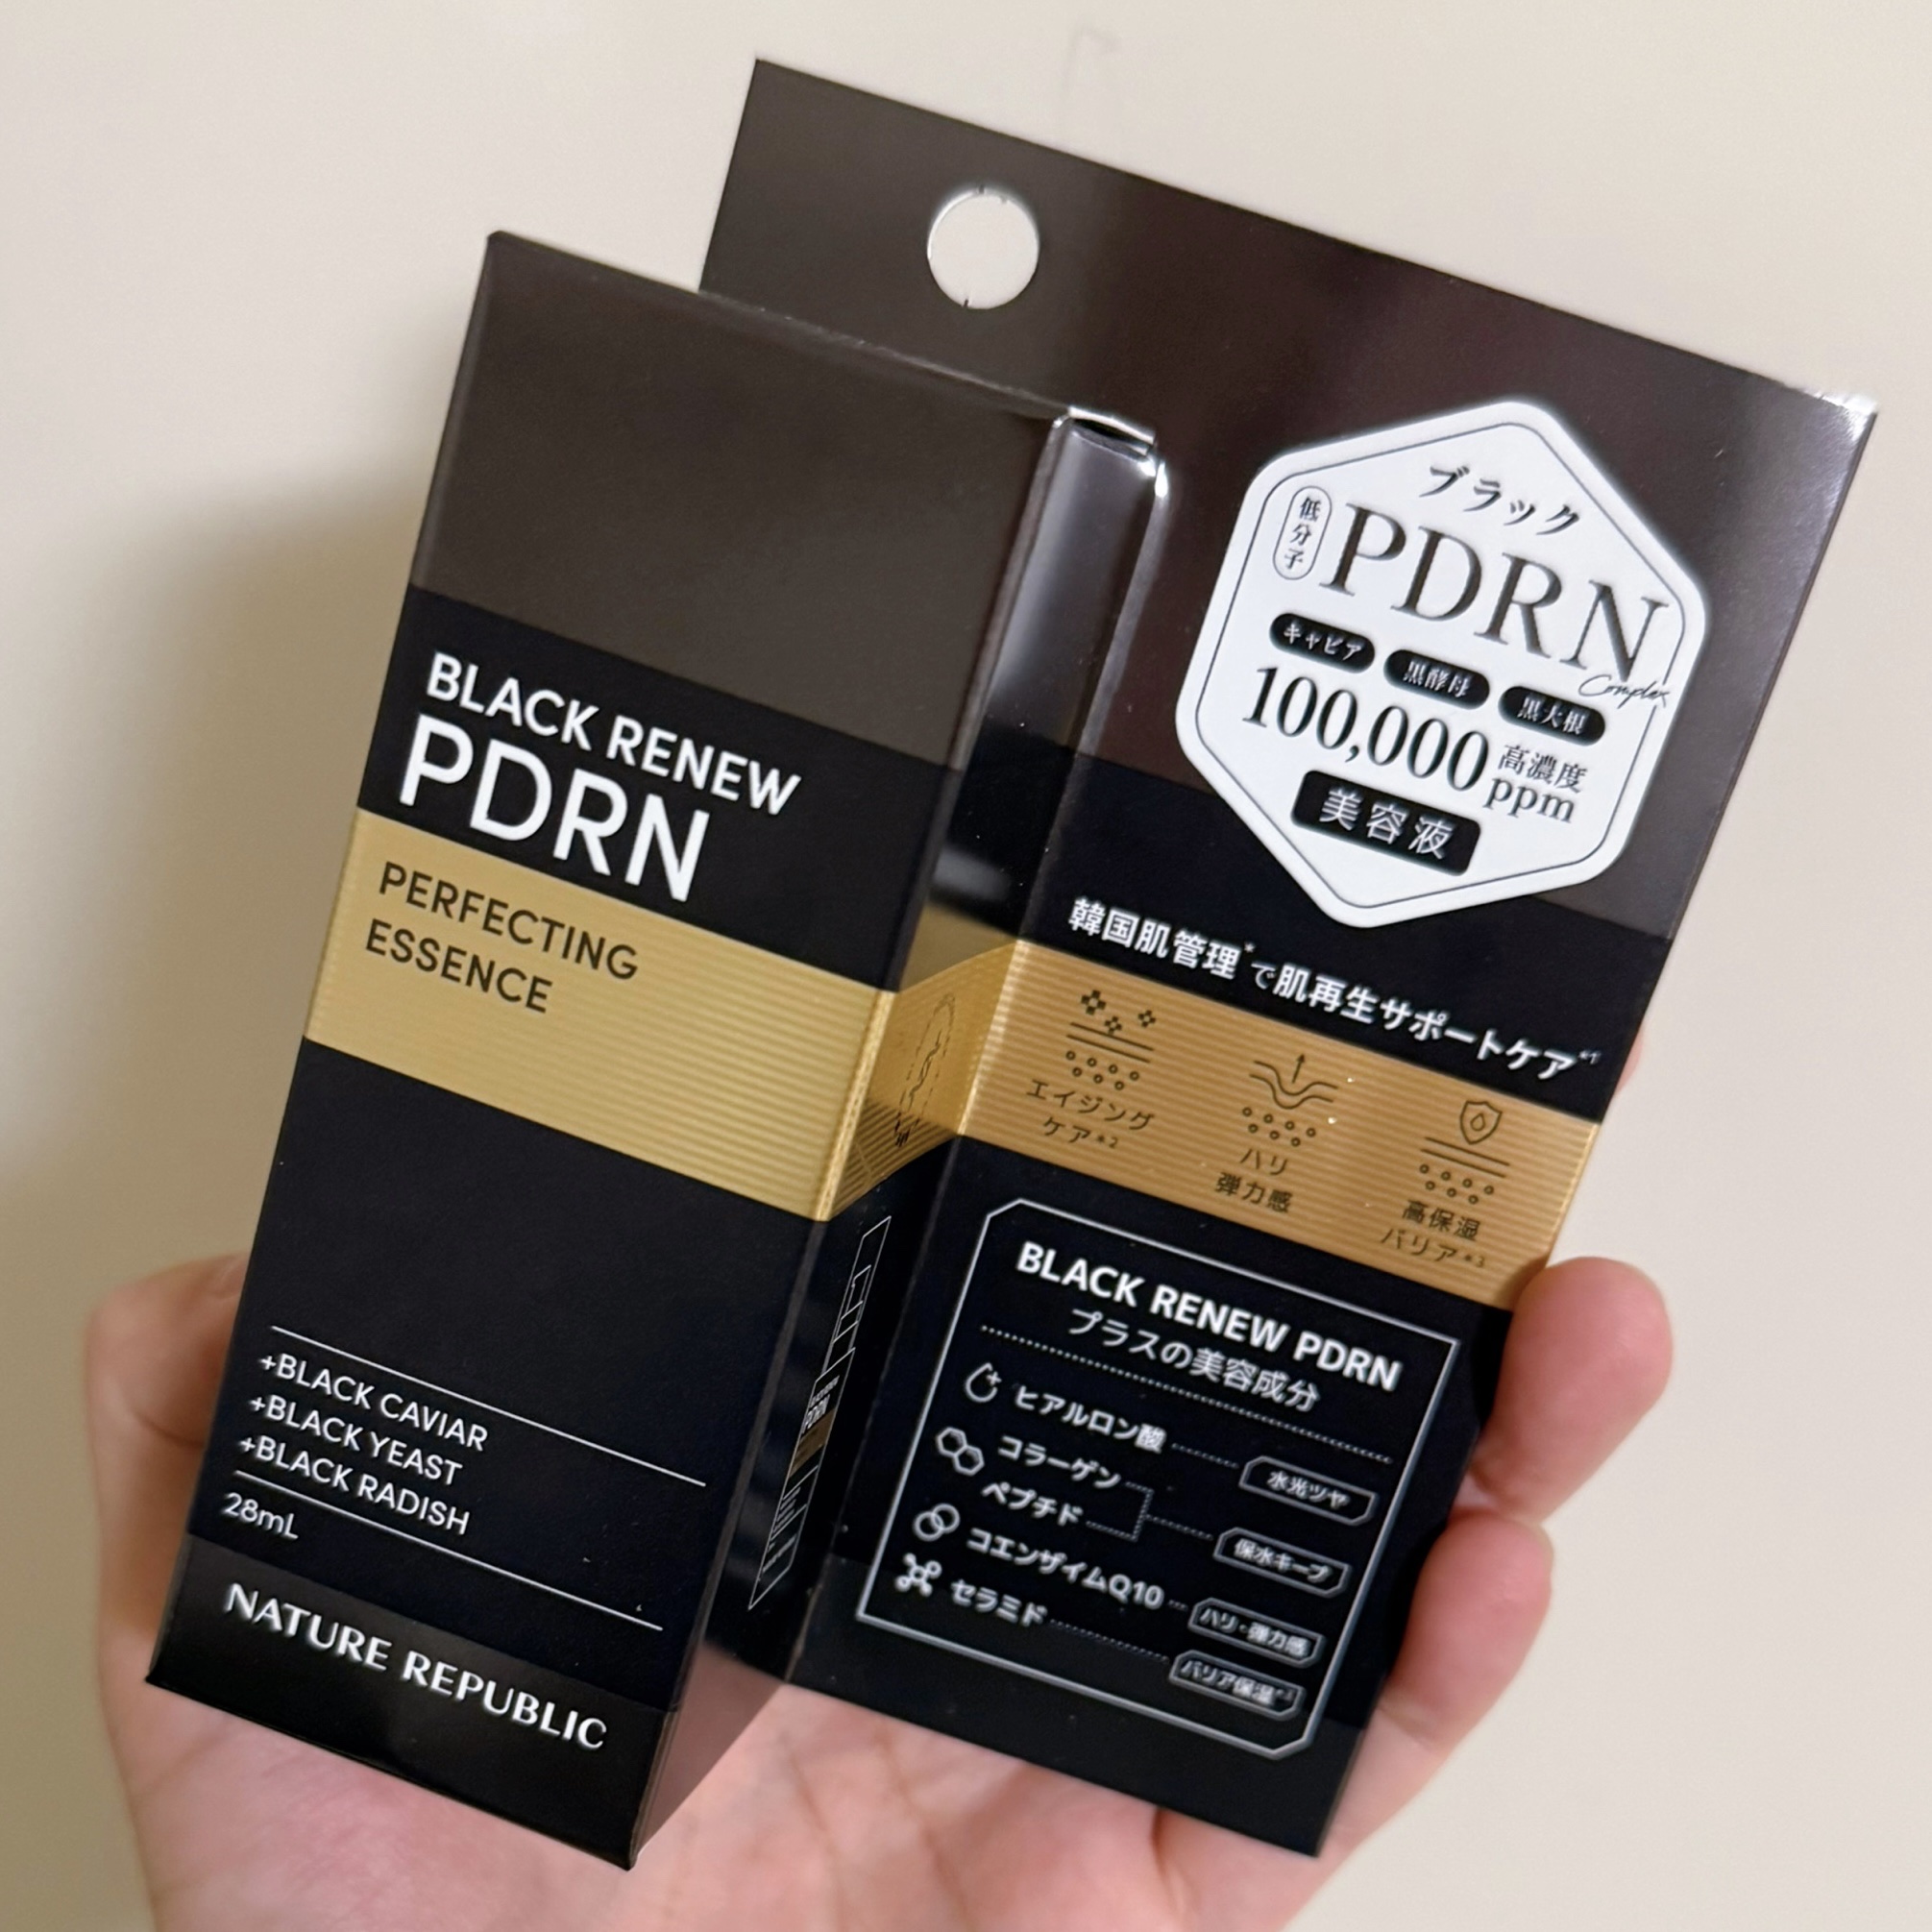 BLACK RENEW
PDRN
PERFECTING
ESSENCE
+BLACK CAVIAR
+BLACK YEAST
+BLACK RADISH
28mL
NATURE REPUBLIC
ブラック
低分子
PDRN
Complex
キャビア 黒酵母 黒大根
100,000 高濃度 ppm
美容液
韓国肌管理*で肌再生サポートケア*1
エイジング
ケア*2
ハリ
弾力感
高保湿
バリア*3
BLACK RENEW PDRN
プラスの美容成分
ヒアルロン酸 水光ツヤ
コラーゲン
ペプチド 保水キープ
コエンザイムQ10 ハリ・弾力感
セラミド バリア保湿
PDRN